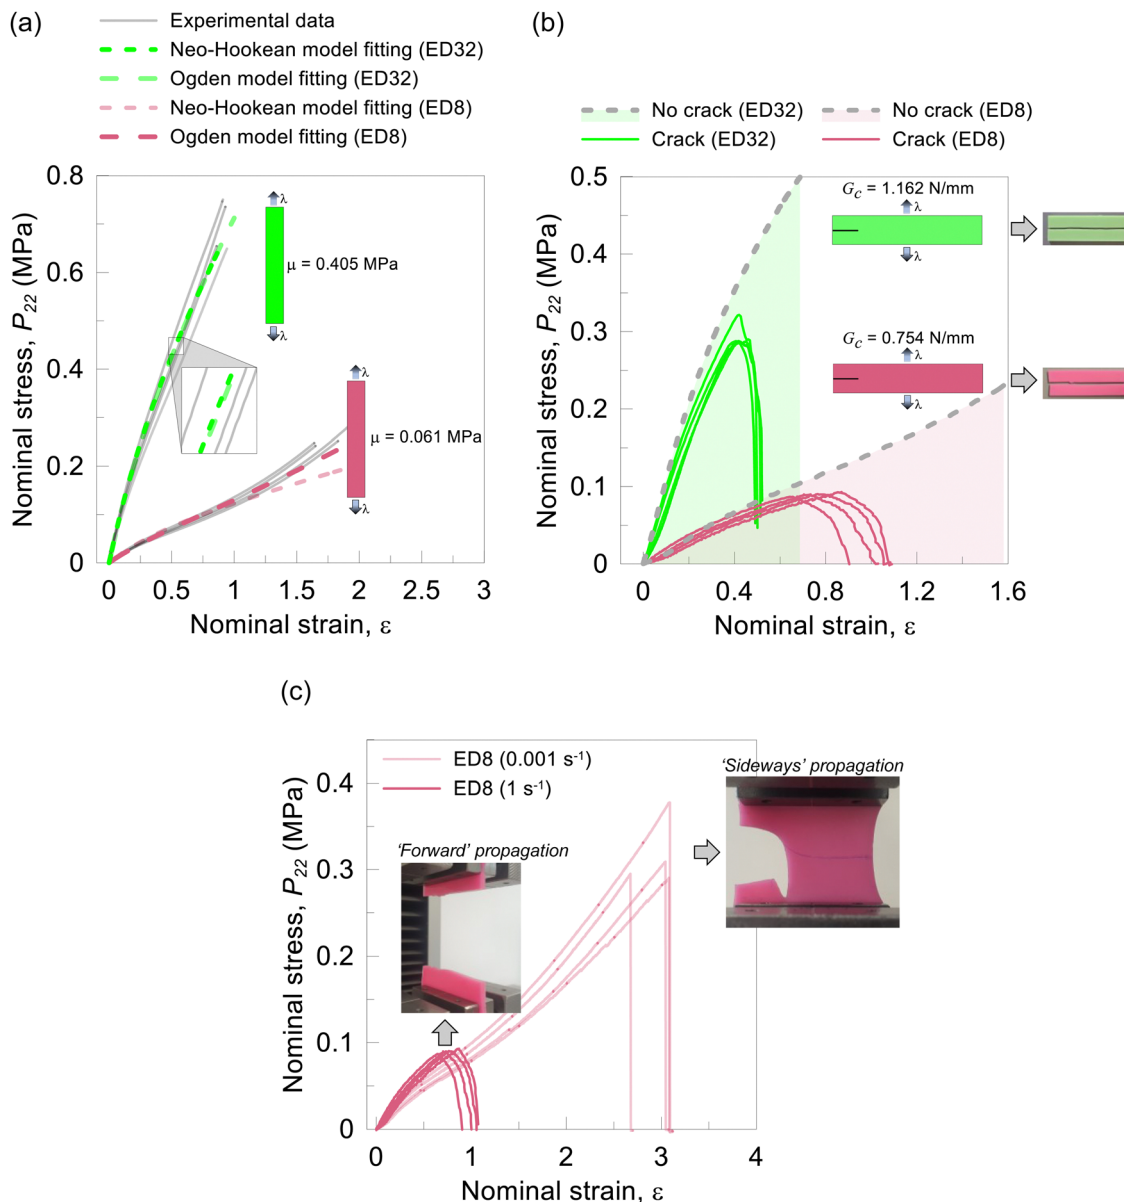 (a)
Experimental data
Neo-Hookean model fitting (ED32)
Ogden model fitting (ED32)
Neo-Hookean model fitting (ED8)
Ogden model fitting (ED8)
0.8
0.6
0.4
0.2
0
Nominal stress, P22 (MPa)
λ
μ = 0.405 MPa
λ
λ
μ = 0.061 MPa
λ
0 0.5 1 1.5 2 2.5 3
Nominal strain, ε
(b)
No crack (ED32)
No crack (ED8)
Crack (ED32)
Crack (ED8)
0.5
0.4
0.3
0.2
0.1
0
Nominal stress, P22 (MPa)
Gc = 1.162 N/mm
λ
λ
Gc = 0.754 N/mm
λ
λ
0 0.4 0.8 1.2 1.6
Nominal strain, ε
(c)
ED8 (0.001 s-1)
ED8 (1 s-1)
'Sideways' propagation
'Forward' propagation
0.4
0.3
0.2
0.1
0
Nominal stress, P22 (MPa)
0 1 2 3 4
Nominal strain, ε